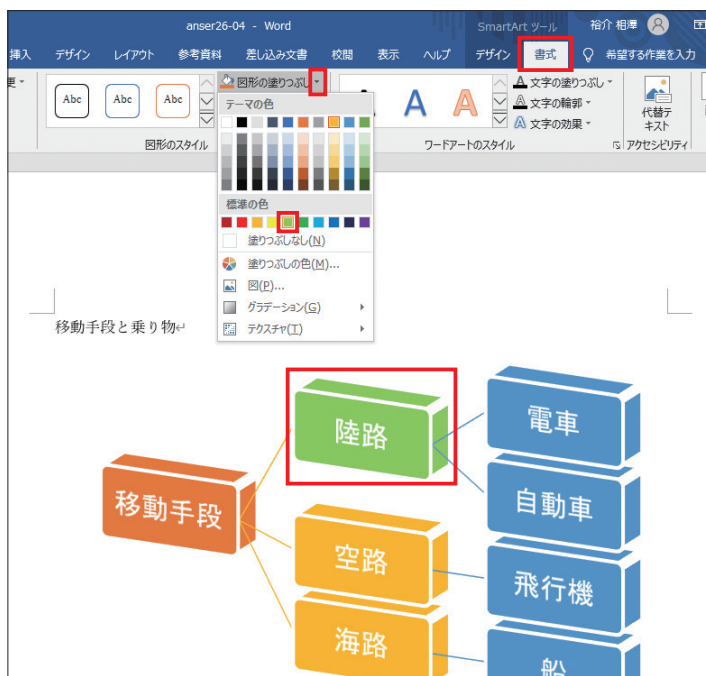 anser26-04 - Word SmartArt ツール 裕介 相澤
挿入 デザイン レイアウト 参考資料 差し込み文書 校閲 表示 ヘルプ デザイン 書式 希望する作業を入力
更 Abc Abc Abc 図形の塗りつぶし A A 文字の塗りつぶし
文字の輪郭
文字の効果
代替テ
キスト
図形のスタイル ワードアートのスタイル アクセシビリティ
テーマの色
標準の色
塗りつぶしなし(N)
塗りつぶしの色(M)...
図(P)...
グラデーション(G)
テクスチャ(T)
移動手段と乗り物
陸路 電車
移動手段 自動車
空路 飛行機
海路 船